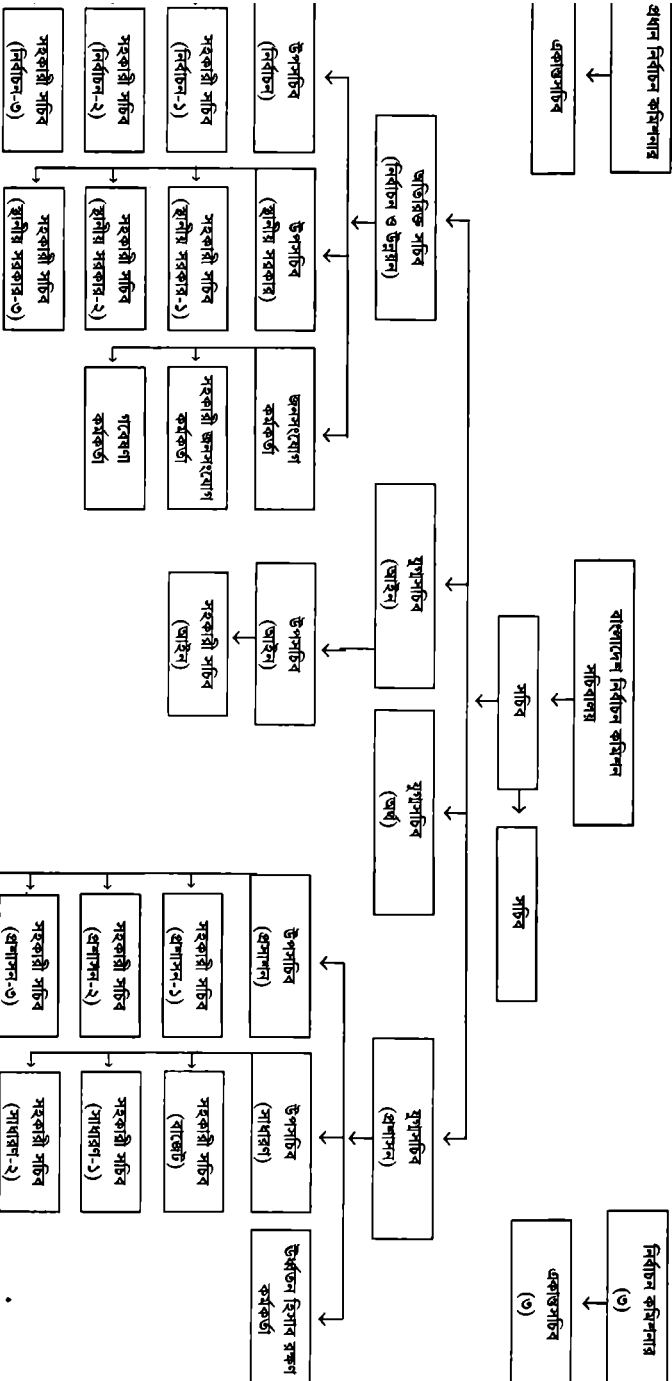 প্রধান নির্বাচন কমিশনার
একান্তসচিব
বাংলাদেশ নির্বাচন কমিশন
সচিবালয়
সচিব
সচিব
নির্বাচন কমিশনার
(৩)
একান্তসচিব
(৩)
অতিরিক্ত সচিব
(নির্বাচন ও উন্নয়ন)
যুগ্মসচিব
(আইন)
যুগ্মসচিব
(অর্থ)
যুগ্মসচিব
(প্রশাসন)
উপসচিব
(নির্বাচন)
উপসচিব
(স্থানীয় সরকার)
জনসংযোগ
কর্মকর্তা
উপসচিব
(আইন)
উপসচিব
(প্রসাশন)
উপসচিব
(সাধারণ)
উর্ধ্বতন হিসাব রক্ষণ
কর্মকর্তা
সহকারী সচিব
(নির্বাচন-১)
সহকারী সচিব
(স্থানীয় সরকার-১)
সহকারী জনসংযোগ
কর্মকর্তা
সহকারী সচিব
(আইন)
সহকারী সচিব
(প্রশাসন-১)
সহকারী সচিব
(বাজেট)
সহকারী সচিব
(নির্বাচন-২)
সহকারী সচিব
(স্থানীয় সরকার-২)
গবেষণা
কর্মকর্তা
সহকারী সচিব
(প্রশাসন-২)
সহকারী সচিব
(সাধারণ-১)
সহকারী সচিব
(নির্বাচন-৩)
সহকারী সচিব
(স্থানীয় সরকার-৩)
সহকারী সচিব
(প্রশাসন-৩)
সহকারী সচিব
(সাধারণ-২)